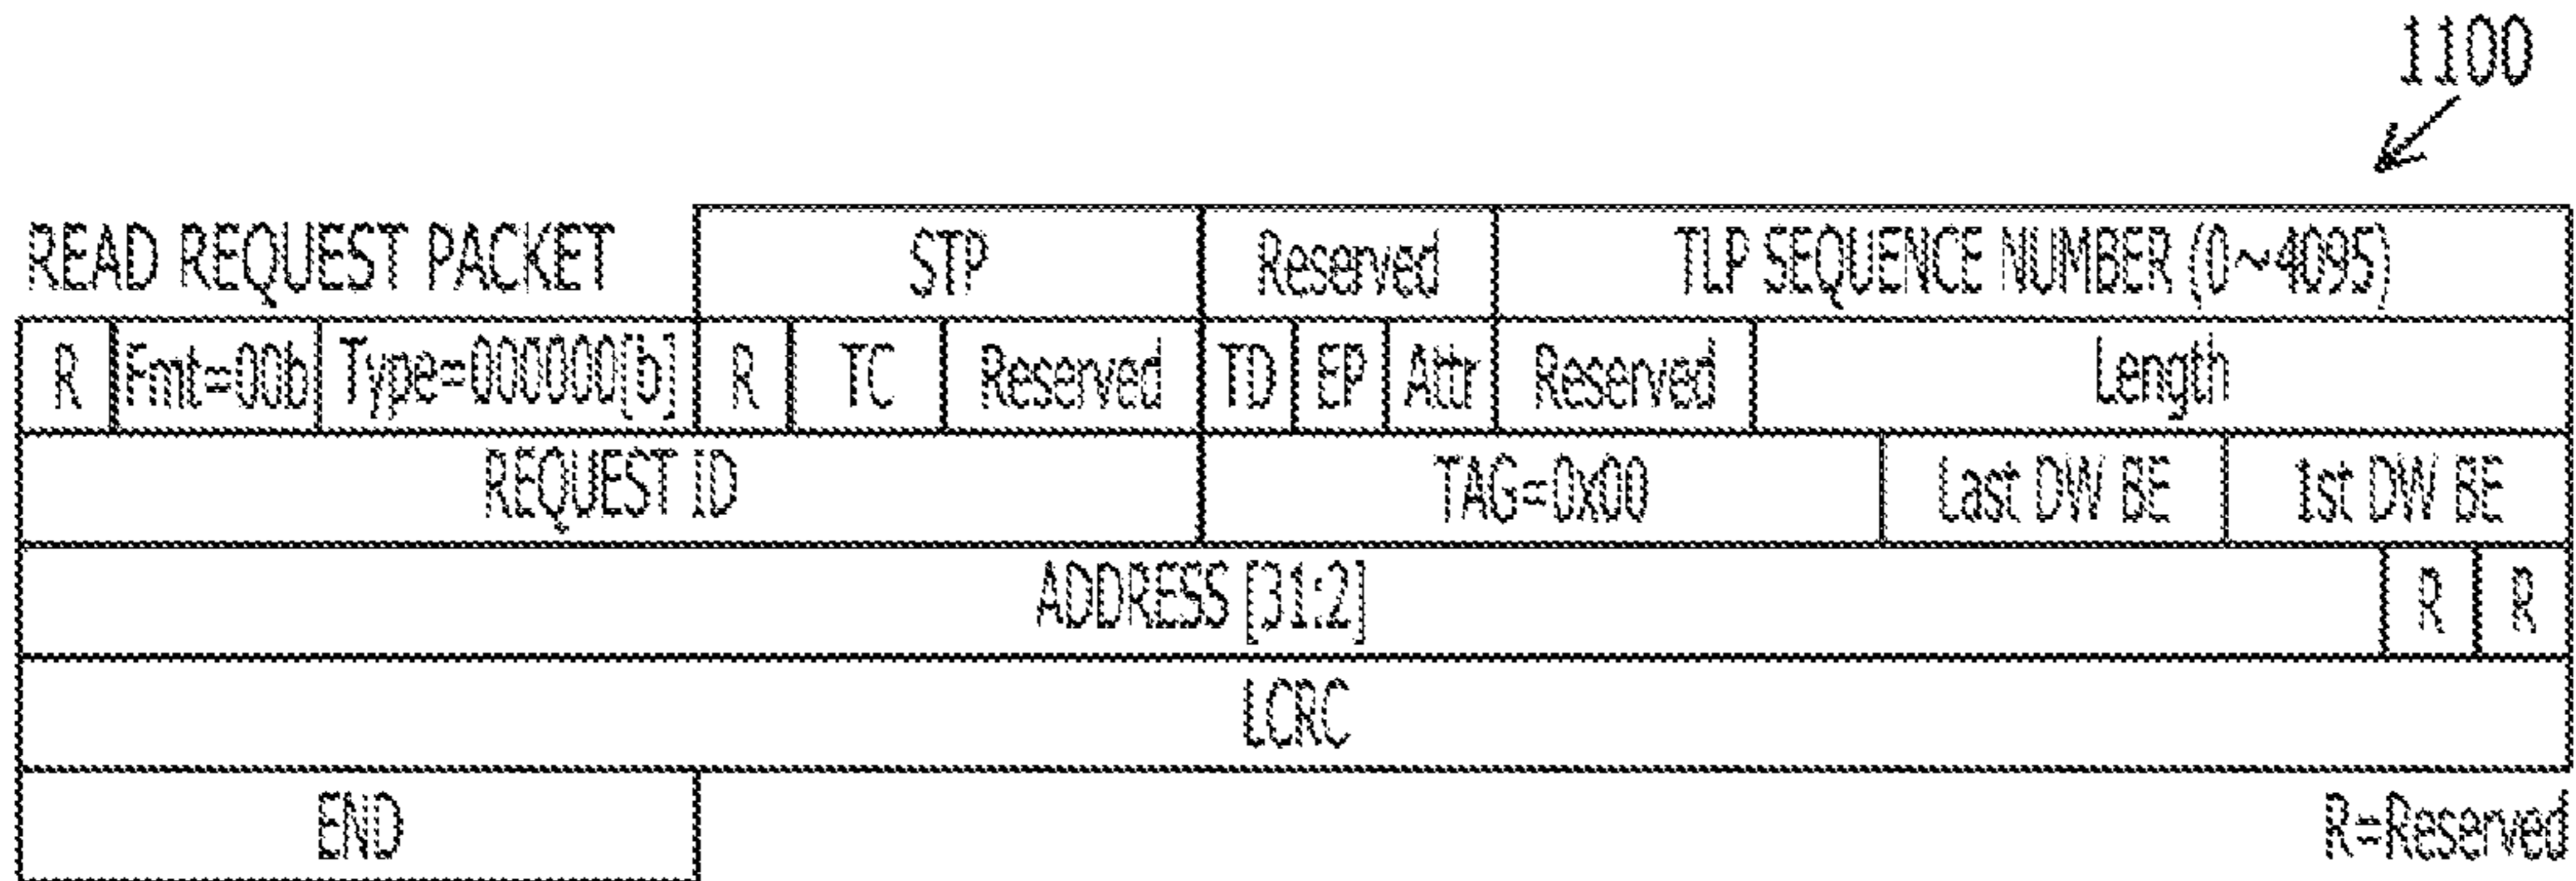 1100
READ REQUEST PACKET STP Reserved TLP SEQUENCE NUMBER (0~4095)
R Fmt=00b Type=000000[b] R TC Reserved TD EP Attr Reserved Length
REQUEST ID TAG=0x00 Last DW BE 1st DW BE
ADDRESS [31:2] R R
LCRC
END R=Reserved